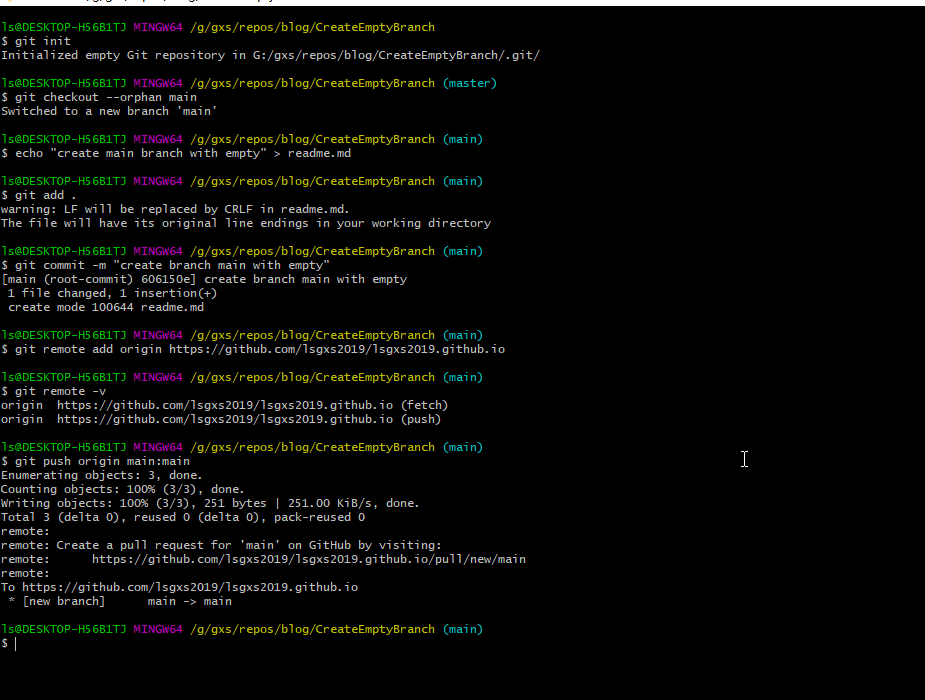 ls@DESKTOP-H56B1TJ MINGW64 /g/gxs/repos/blog/CreateEmptyBranch
$ git init
Initialized empty Git repository in G:/gxs/repos/blog/CreateEmptyBranch/.git/
ls@DESKTOP-H56B1TJ MINGW64 /g/gxs/repos/blog/CreateEmptyBranch (master)
$ git checkout --orphan main
Switched to a new branch 'main'
ls@DESKTOP-H56B1TJ MINGW64 /g/gxs/repos/blog/CreateEmptyBranch (main)
$ echo "create main branch with empty" > readme.md
ls@DESKTOP-H56B1TJ MINGW64 /g/gxs/repos/blog/CreateEmptyBranch (main)
$ git add .
warning: LF will be replaced by CRLF in readme.md.
The file will have its original line endings in your working directory
ls@DESKTOP-H56B1TJ MINGW64 /g/gxs/repos/blog/CreateEmptyBranch (main)
$ git commit -m "create branch main with empty"
[main (root-commit) 606150e] create branch main with empty
 1 file changed, 1 insertion(+)
 create mode 100644 readme.md
ls@DESKTOP-H56B1TJ MINGW64 /g/gxs/repos/blog/CreateEmptyBranch (main)
$ git remote add origin https://github.com/lsgxs2019/lsgxs2019.github.io
ls@DESKTOP-H56B1TJ MINGW64 /g/gxs/repos/blog/CreateEmptyBranch (main)
$ git remote -v
origin  https://github.com/lsgxs2019/lsgxs2019.github.io (fetch)
origin  https://github.com/lsgxs2019/lsgxs2019.github.io (push)
ls@DESKTOP-H56B1TJ MINGW64 /g/gxs/repos/blog/CreateEmptyBranch (main)
$ git push origin main:main
Enumerating objects: 3, done.
Counting objects: 100% (3/3), done.
Writing objects: 100% (3/3), 251 bytes | 251.00 KiB/s, done.
Total 3 (delta 0), reused 0 (delta 0), pack-reused 0
remote:
remote: Create a pull request for 'main' on GitHub by visiting:
remote:      https://github.com/lsgxs2019/lsgxs2019.github.io/pull/new/main
remote:
To https://github.com/lsgxs2019/lsgxs2019.github.io
 * [new branch]      main -> main
ls@DESKTOP-H56B1TJ MINGW64 /g/gxs/repos/blog/CreateEmptyBranch (main)
$